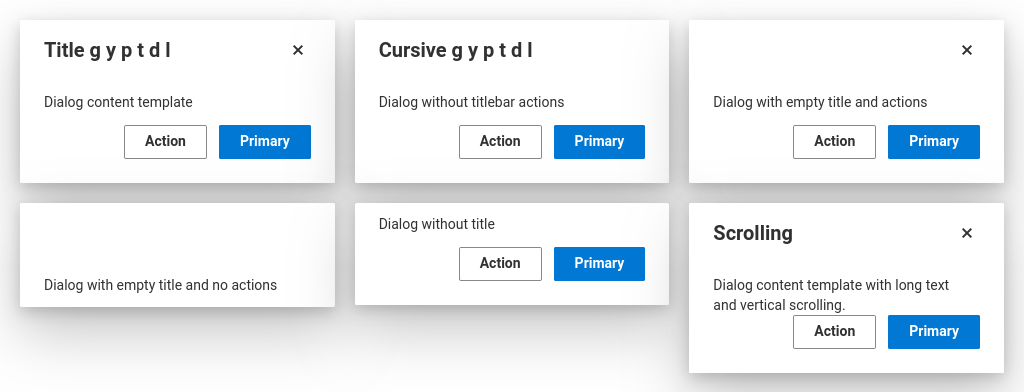 Title g y p t d l ×
Dialog content template
Action Primary
Cursive g y p t d l
Dialog without titlebar actions
Action Primary
×
Dialog with empty title and actions
Action Primary
Dialog with empty title and no actions
Dialog without title
Action Primary
Scrolling ×
Dialog content template with long text
and vertical scrolling.
Action Primary